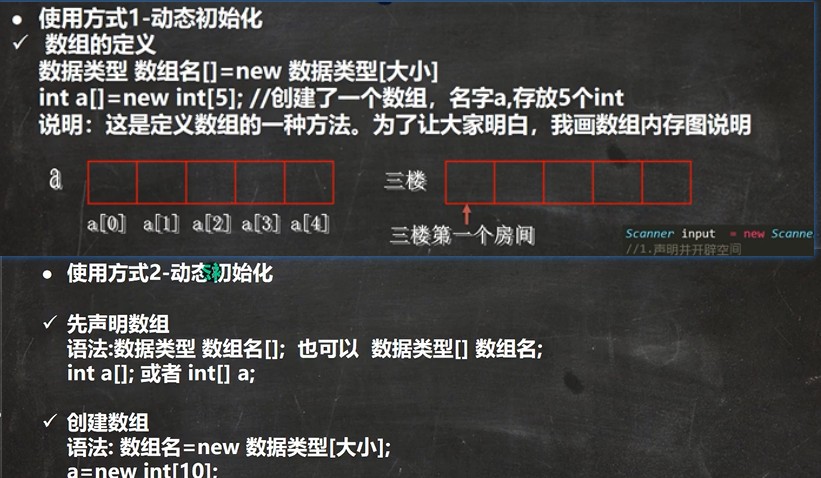 ● 使用方式1-动态初始化
✓ 数组的定义
数据类型 数组名[]=new 数据类型[大小]
int a[]=new int[5]; //创建了一个数组，名字a,存放5个int
说明：这是定义数组的一种方法。为了让大家明白，我画数组内存图说明
a 三楼
a[0] a[1] a[2] a[3] a[4]
三楼第一个房间
Scanner input = new Scanne
//1.声明并开辟空间
● 使用方式2-动态初始化
✓ 先声明数组
语法:数据类型 数组名[]; 也可以 数据类型[] 数组名;
int a[]; 或者 int[] a;
✓ 创建数组
语法: 数组名=new 数据类型[大小];
a=new int[10];